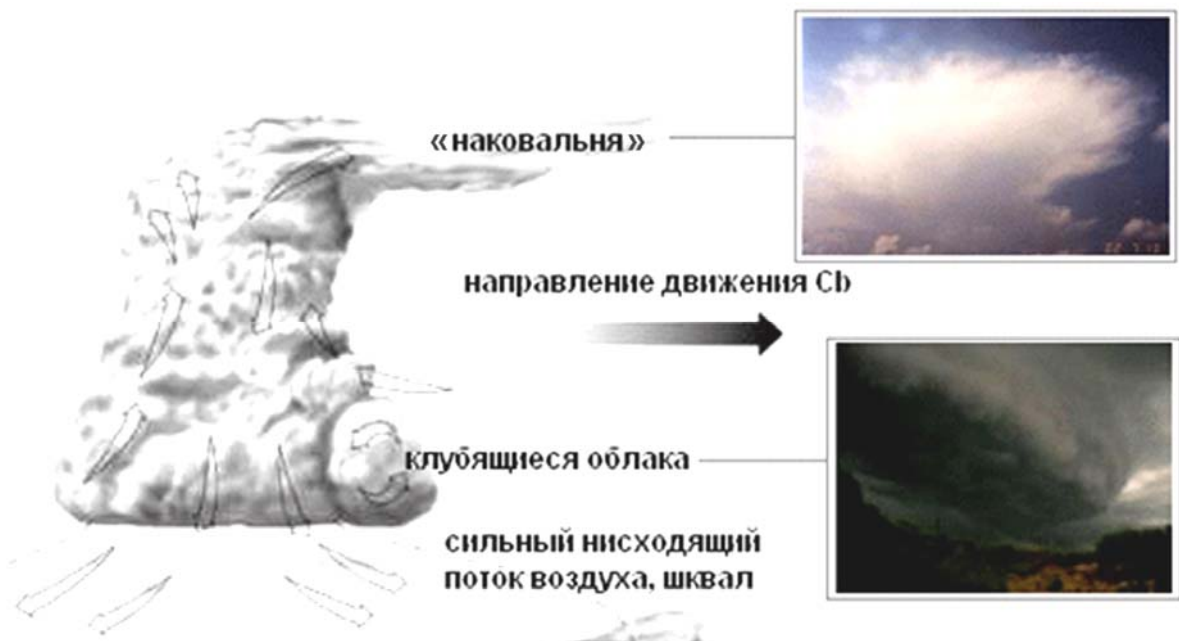 «наковальня»
направление движения Cb
клубящиеся облака
сильный нисходящий
поток воздуха, шквал